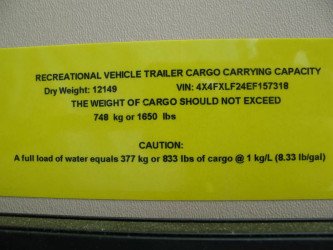 RECREATIONAL VEHICLE TRAILER CARGO CARRYING CAPACITY
Dry Weight: 12149 VIN: 4X4FXLF24EF157318
THE WEIGHT OF CARGO SHOULD NOT EXCEED
748 kg or 1650 lbs
CAUTION:
A full load of water equals 377 kg or 833 lbs of cargo @ 1 kg/L (8.33 lb/gal)